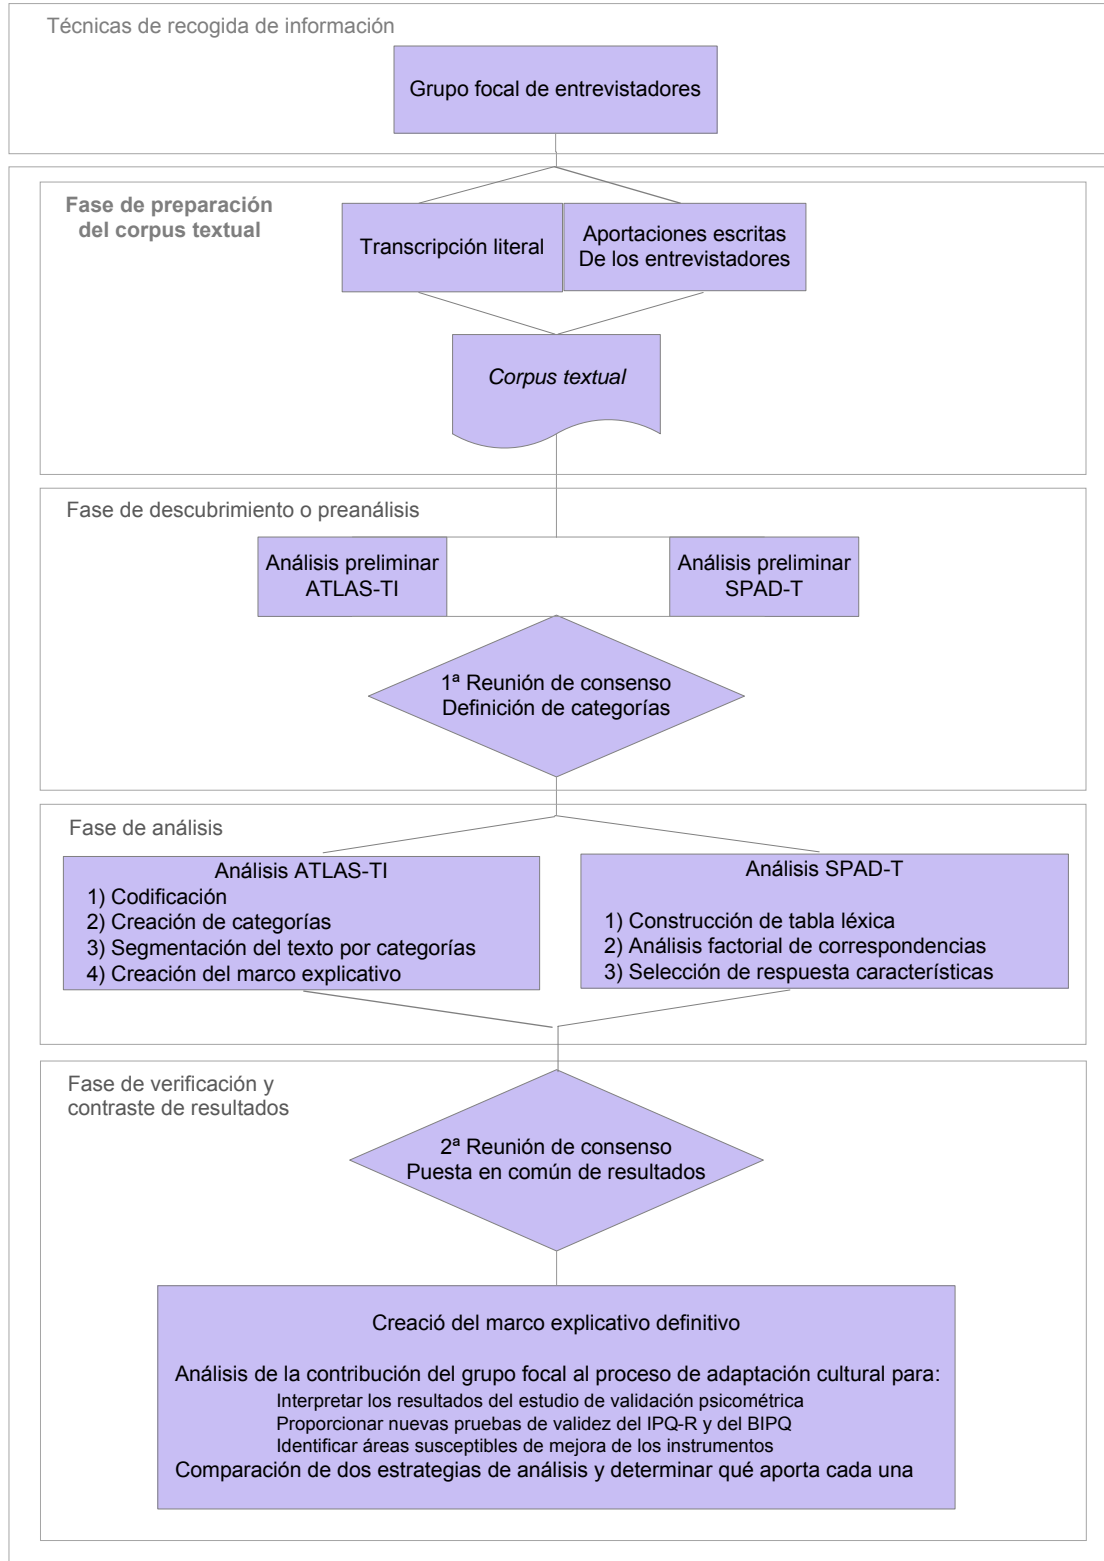 Técnicas de recogida de información
Grupo focal de entrevistadores
Fase de preparación
del corpus textual
Transcripción literal
Aportaciones escritas
De los entrevistadores
Corpus textual
Fase de descubrimiento o preanálisis
Análisis preliminar
ATLAS-TI
Análisis preliminar
SPAD-T
1ª Reunión de consenso
Definición de categorías
Fase de análisis
Análisis ATLAS-TI
1) Codificación
2) Creación de categorías
3) Segmentación del texto por categorías
4) Creación del marco explicativo
Análisis SPAD-T
1) Construcción de tabla léxica
2) Análisis factorial de correspondencias
3) Selección de respuesta características
Fase de verificación y
contraste de resultados
2ª Reunión de consenso
Puesta en común de resultados
Creació del marco explicativo definitivo
Análisis de la contribución del grupo focal al proceso de adaptación cultural para:
Interpretar los resultados del estudio de validación psicométrica
Proporcionar nuevas pruebas de validez del IPQ-R y del BIPQ
Identificar áreas susceptibles de mejora de los instrumentos
Comparación de dos estrategias de análisis y determinar qué aporta cada una